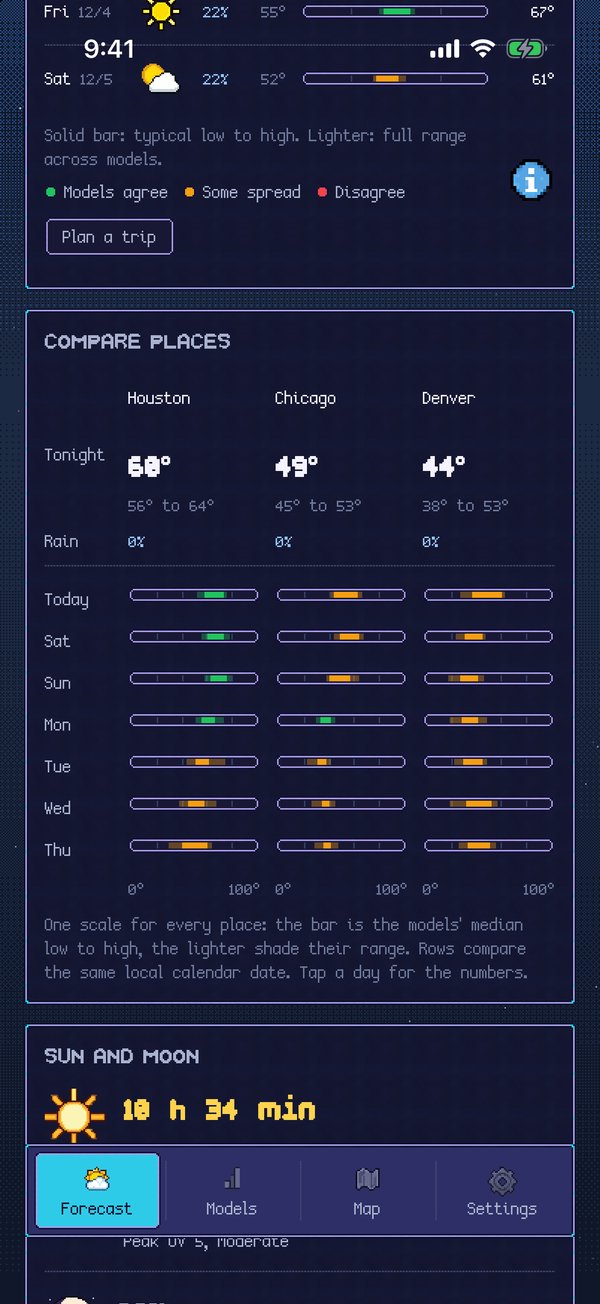 Fri 12/4 22% 55° 67°
9:41
Sat 12/5 22% 52° 61°
Solid bar: typical low to high. Lighter: full range
across models.
Models agree Some spread Disagree
Plan a trip
COMPARE PLACES
Houston Chicago Denver
Tonight 60° 49° 44°
56° to 64° 45° to 53° 38° to 53°
Rain 0% 0% 0%
Today
Sat
Sun
Mon
Tue
Wed
Thu
0° 100° 0° 100° 0° 100°
One scale for every place: the bar is the models' median
low to high, the lighter shade their range. Rows compare
the same local calendar date. Tap a day for the numbers.
SUN AND MOON
10 h 34 min
Forecast Models Map Settings
Peak UV 5, Moderate